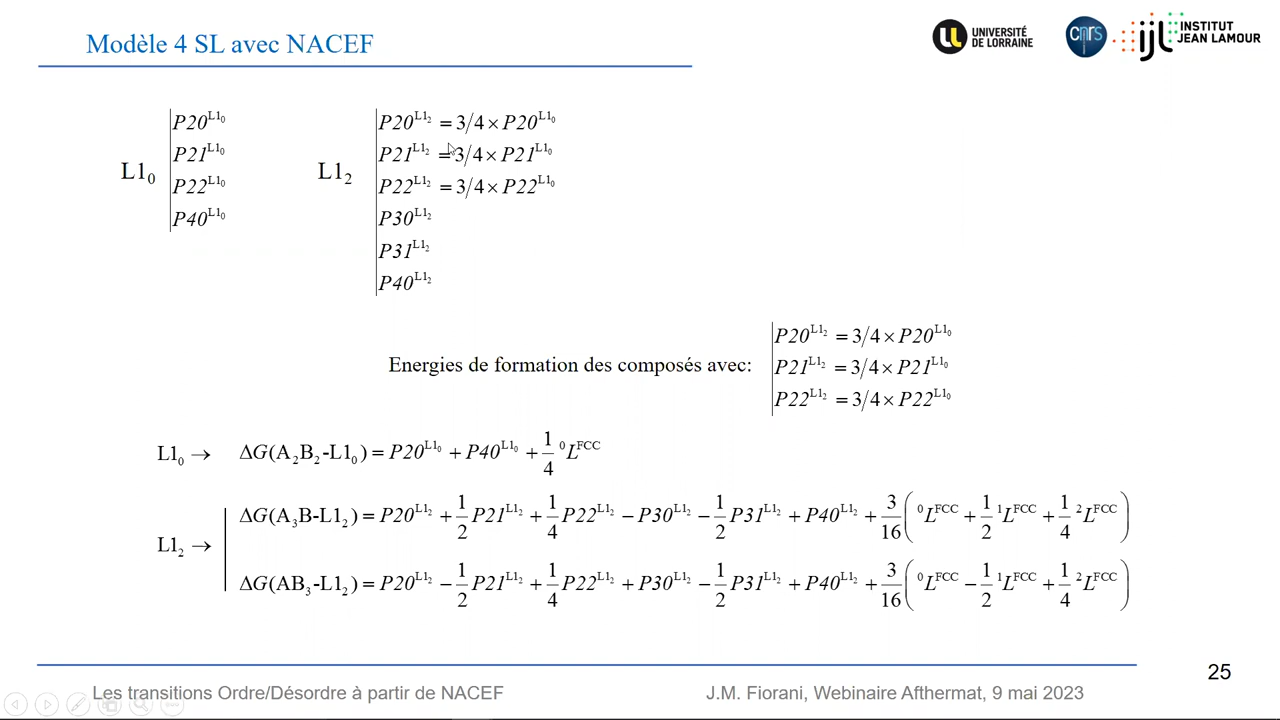 Modèle 4 SL avec NACEF
UNIVERSITÉ
DE LORRAINE
cnrs
ijl
INSTITUT
JEAN LAMOUR
L1₀
P20^L1₀
P21^L1₀
P22^L1₀
P40^L1₀
L1₂
P20^L1₂ = 3/4 × P20^L1₀
P21^L1₂ = 3/4 × P21^L1₀
P22^L1₂ = 3/4 × P22^L1₀
P30^L1₂
P31^L1₂
P40^L1₂
Energies de formation des composés avec:
P20^L1₂ = 3/4 × P20^L1₀
P21^L1₂ = 3/4 × P21^L1₀
P22^L1₂ = 3/4 × P22^L1₀
L1₀ → ΔG(A₂B₂-L1₀) = P20^L1₀ + P40^L1₀ + 1/4 ⁰L^FCC
L1₂ →
ΔG(A₃B-L1₂) = P20^L1₂ + 1/2 P21^L1₂ + 1/4 P22^L1₂ − P30^L1₂ − 1/2 P31^L1₂ + P40^L1₂ + 3/16 (⁰L^FCC + 1/2 ¹L^FCC + 1/4 ²L^FCC)
ΔG(AB₃-L1₂) = P20^L1₂ − 1/2 P21^L1₂ + 1/4 P22^L1₂ + P30^L1₂ − 1/2 P31^L1₂ + P40^L1₂ + 3/16 (⁰L^FCC − 1/2 ¹L^FCC + 1/4 ²L^FCC)
25
Les transitions Ordre/Désordre à partir de NACEF
J.M. Fiorani, Webinaire Afthermat, 9 mai 2023